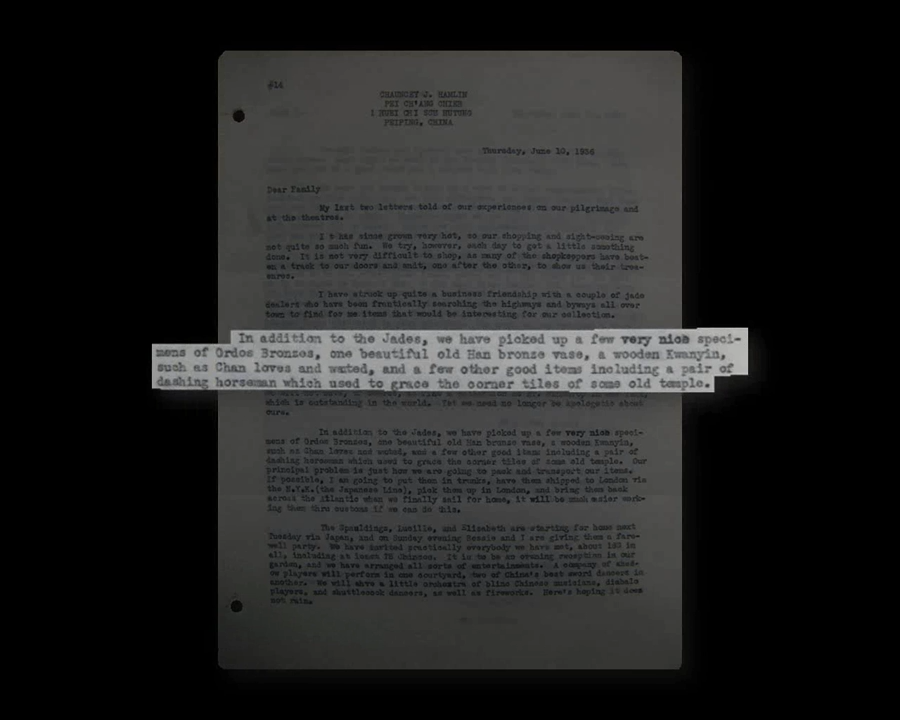 #14
CHAUNCEY J. HAMLIN
PEI CH'ANG CHIEH
HUTUNG
PEIPING, CHINA
Thursday, June 10, 1936
Dear Family
My last two letters told of our experiences on our pilgrimage and
at the theatres.
has since grown very hot, so our shopping and sight-seeing are
not quite so much fun. We try, however, each day to get a little something
done. It is not very difficult to shop, as many of the shopkeepers have beat-
en a track to our doors and wait, one after the other, to show us their trea-
sures.
I have struck up quite a business friendship with a couple of jade
dealers who have been frantically searching the highways and byways all over
town to find for me items that would be interesting for our collection.
In addition to the Jades, we have picked up a few very nice speci-
mens of Ordos Bronzes, one beautiful old Han bronze vase, a wooden Kwanyin,
such as Chan loves and wated, and a few other good items including a pair of
dashing horseman which used to grace the corner tiles of some old temple.
which is outstanding in the world. Yet we need no longer be apologetic about
ours.
In addition to the Jades, we have picked up a few very nice speci-
mens of Ordos Bronzes, one beautiful old Han bronze vase, a wooden Kwanyin,
such as Chan loves and wated, and a few other good items including a pair of
dashing horseman which used to grace the corner tiles of some old temple. Our
principal problem is just how we are going to pack and transport our items.
If possible, I am going to put them in trunks, have them shipped to London via
the N.Y.K.(the Japanese Line), pick them up in London, and bring them back
across the Atlantic when we finally sail for home, it will be much easier work-
ing them thru customs if we can do this.
The Spauldings, Lucille, and Elizabeth are starting for home next
Tuesday via Japan, and on Sunday evening Bessie and I are giving them a fare-
well party. We have invited practically everybody we have met, about
all, including at least 75 Chinese. It is to be an evening reception in our
garden, and we have arranged all sorts of entertainments. A company of shad-
ow players will perform in one courtyard, two of China's best sword dancers in
another. We will ahve a little orchestra of blind Chinese musicians, diabolo
players, and shuttlecock dancers, as well as fireworks. Here's hoping it does
not rain.